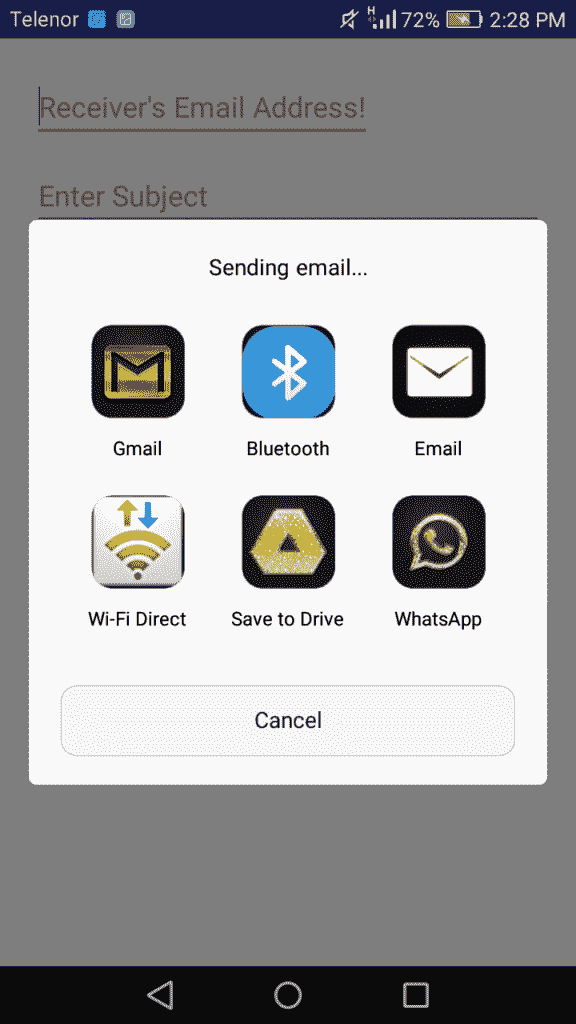 Telenor H 72% 2:28 PM
Receiver's Email Address!
Enter Subject
Sending email...
Gmail Bluetooth Email
Wi-Fi Direct Save to Drive WhatsApp
Cancel